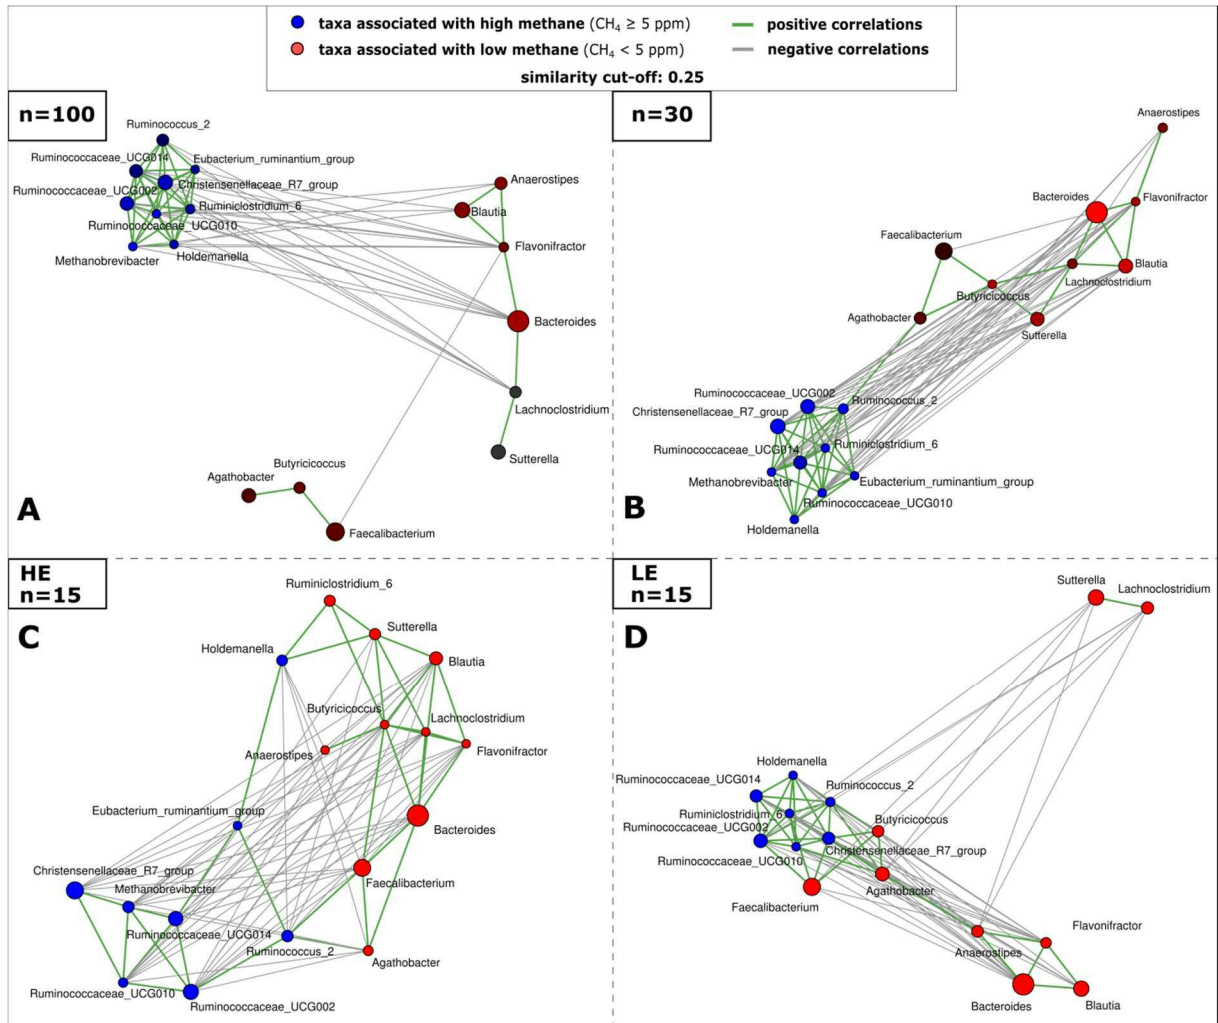 taxa associated with high methane (CH₄ ≥ 5 ppm)
positive correlations
taxa associated with low methane (CH₄ < 5 ppm)
negative correlations
similarity cut-off: 0.25
n=100
Ruminococcus_2
Ruminococcaceae_UCG014
Eubacterium_ruminantium_group
Christensenellaceae_R7_group
Ruminococcaceae_UCG002
Ruminiclostridium_6
Ruminococcaceae_UCG010
Methanobrevibacter
Holdemanella
Anaerostipes
Blautia
Flavonifractor
Bacteroides
Lachnoclostridium
Sutterella
Butyricicoccus
Agathobacter
Faecalibacterium
A
n=30
Anaerostipes
Bacteroides
Flavonifractor
Faecalibacterium
Blautia
Lachnoclostridium
Butyricicoccus
Agathobacter
Sutterella
Ruminococcaceae_UCG002
Ruminococcus_2
Christensenellaceae_R7_group
Ruminiclostridium_6
Ruminococcaceae_UCG014
Methanobrevibacter
Eubacterium_ruminantium_group
Ruminococcaceae_UCG010
Holdemanella
B
HE
n=15
C
Ruminiclostridium_6
Sutterella
Holdemanella
Blautia
Butyricicoccus
Lachnoclostridium
Anaerostipes
Flavonifractor
Eubacterium_ruminantium_group
Bacteroides
Christensenellaceae_R7_group
Faecalibacterium
Methanobrevibacter
Ruminococcaceae_UCG014
Ruminococcus_2
Agathobacter
Ruminococcaceae_UCG010
Ruminococcaceae_UCG002
LE
n=15
D
Sutterella
Lachnoclostridium
Holdemanella
Ruminococcaceae_UCG014
Ruminococcus_2
Ruminiclostridium_6
Butyricicoccus
Ruminococcaceae_UCG002
Christensenellaceae_R7_group
Ruminococcaceae_UCG010
Agathobacter
Faecalibacterium
Flavonifractor
Anaerostipes
Bacteroides
Blautia